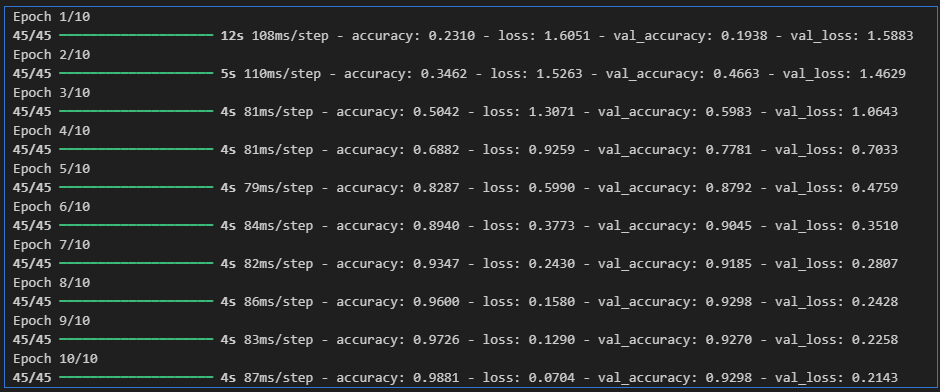 Epoch 1/10
45/45 ━━━━━━━━━━━━━━━━━━━━ 12s 108ms/step - accuracy: 0.2310 - loss: 1.6051 - val_accuracy: 0.1938 - val_loss: 1.5883
Epoch 2/10
45/45 ━━━━━━━━━━━━━━━━━━━━ 5s 110ms/step - accuracy: 0.3462 - loss: 1.5263 - val_accuracy: 0.4663 - val_loss: 1.4629
Epoch 3/10
45/45 ━━━━━━━━━━━━━━━━━━━━ 4s 81ms/step - accuracy: 0.5042 - loss: 1.3071 - val_accuracy: 0.5983 - val_loss: 1.0643
Epoch 4/10
45/45 ━━━━━━━━━━━━━━━━━━━━ 4s 81ms/step - accuracy: 0.6882 - loss: 0.9259 - val_accuracy: 0.7781 - val_loss: 0.7033
Epoch 5/10
45/45 ━━━━━━━━━━━━━━━━━━━━ 4s 79ms/step - accuracy: 0.8287 - loss: 0.5990 - val_accuracy: 0.8792 - val_loss: 0.4759
Epoch 6/10
45/45 ━━━━━━━━━━━━━━━━━━━━ 4s 84ms/step - accuracy: 0.8940 - loss: 0.3773 - val_accuracy: 0.9045 - val_loss: 0.3510
Epoch 7/10
45/45 ━━━━━━━━━━━━━━━━━━━━ 4s 82ms/step - accuracy: 0.9347 - loss: 0.2430 - val_accuracy: 0.9185 - val_loss: 0.2807
Epoch 8/10
45/45 ━━━━━━━━━━━━━━━━━━━━ 4s 86ms/step - accuracy: 0.9600 - loss: 0.1580 - val_accuracy: 0.9298 - val_loss: 0.2428
Epoch 9/10
45/45 ━━━━━━━━━━━━━━━━━━━━ 4s 83ms/step - accuracy: 0.9726 - loss: 0.1290 - val_accuracy: 0.9270 - val_loss: 0.2258
Epoch 10/10
45/45 ━━━━━━━━━━━━━━━━━━━━ 4s 87ms/step - accuracy: 0.9881 - loss: 0.0704 - val_accuracy: 0.9298 - val_loss: 0.2143